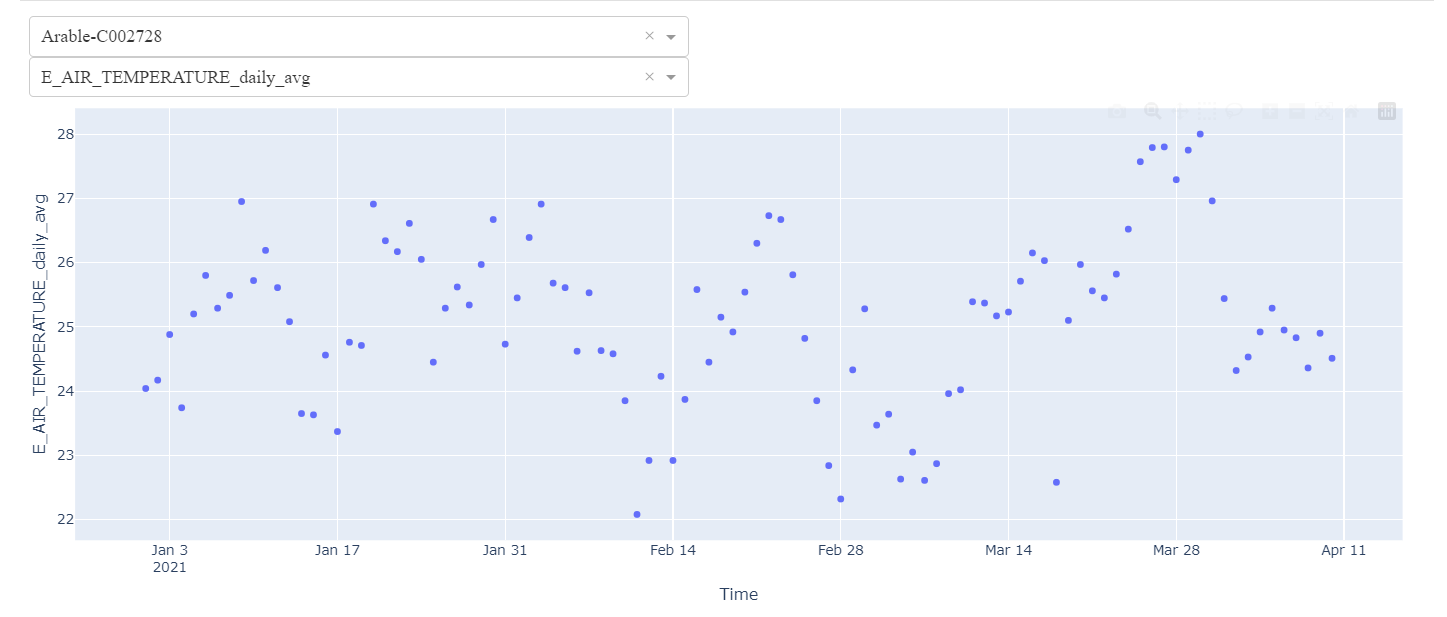 Arable-C002728
E_AIR_TEMPERATURE_daily_avg
E_AIR_TEMPERATURE_daily_avg
28
27
26
25
24
23
22
Jan 3
2021
Jan 17
Jan 31
Feb 14
Feb 28
Mar 14
Mar 28
Apr 11
Time